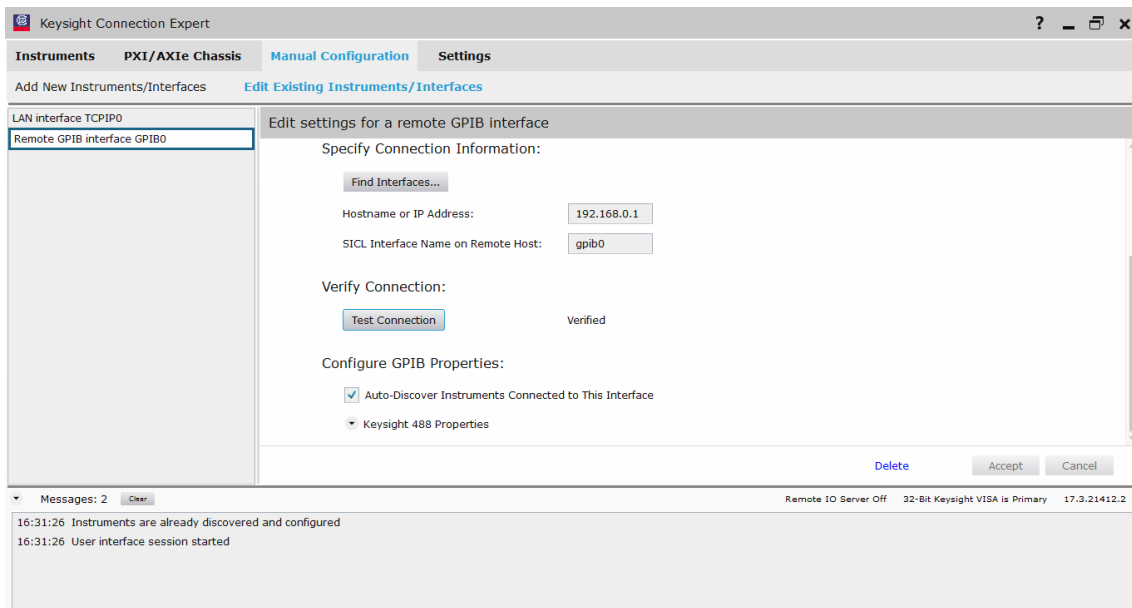 Keysight Connection Expert
?
Instruments PXI/AXIe Chassis Manual Configuration Settings
Add New Instruments/Interfaces Edit Existing Instruments/Interfaces
LAN interface TCPIP0
Remote GPIB interface GPIB0
Edit settings for a remote GPIB interface
Specify Connection Information:
Find Interfaces...
Hostname or IP Address: 192.168.0.1
SICL Interface Name on Remote Host: gpib0
Verify Connection:
Test Connection Verified
Configure GPIB Properties:
Auto-Discover Instruments Connected to This Interface
Keysight 488 Properties
Delete Accept Cancel
Messages: 2 Clear Remote IO Server Off 32-Bit Keysight VISA is Primary 17.3.21412.2
16:31:26 Instruments are already discovered and configured
16:31:26 User interface session started